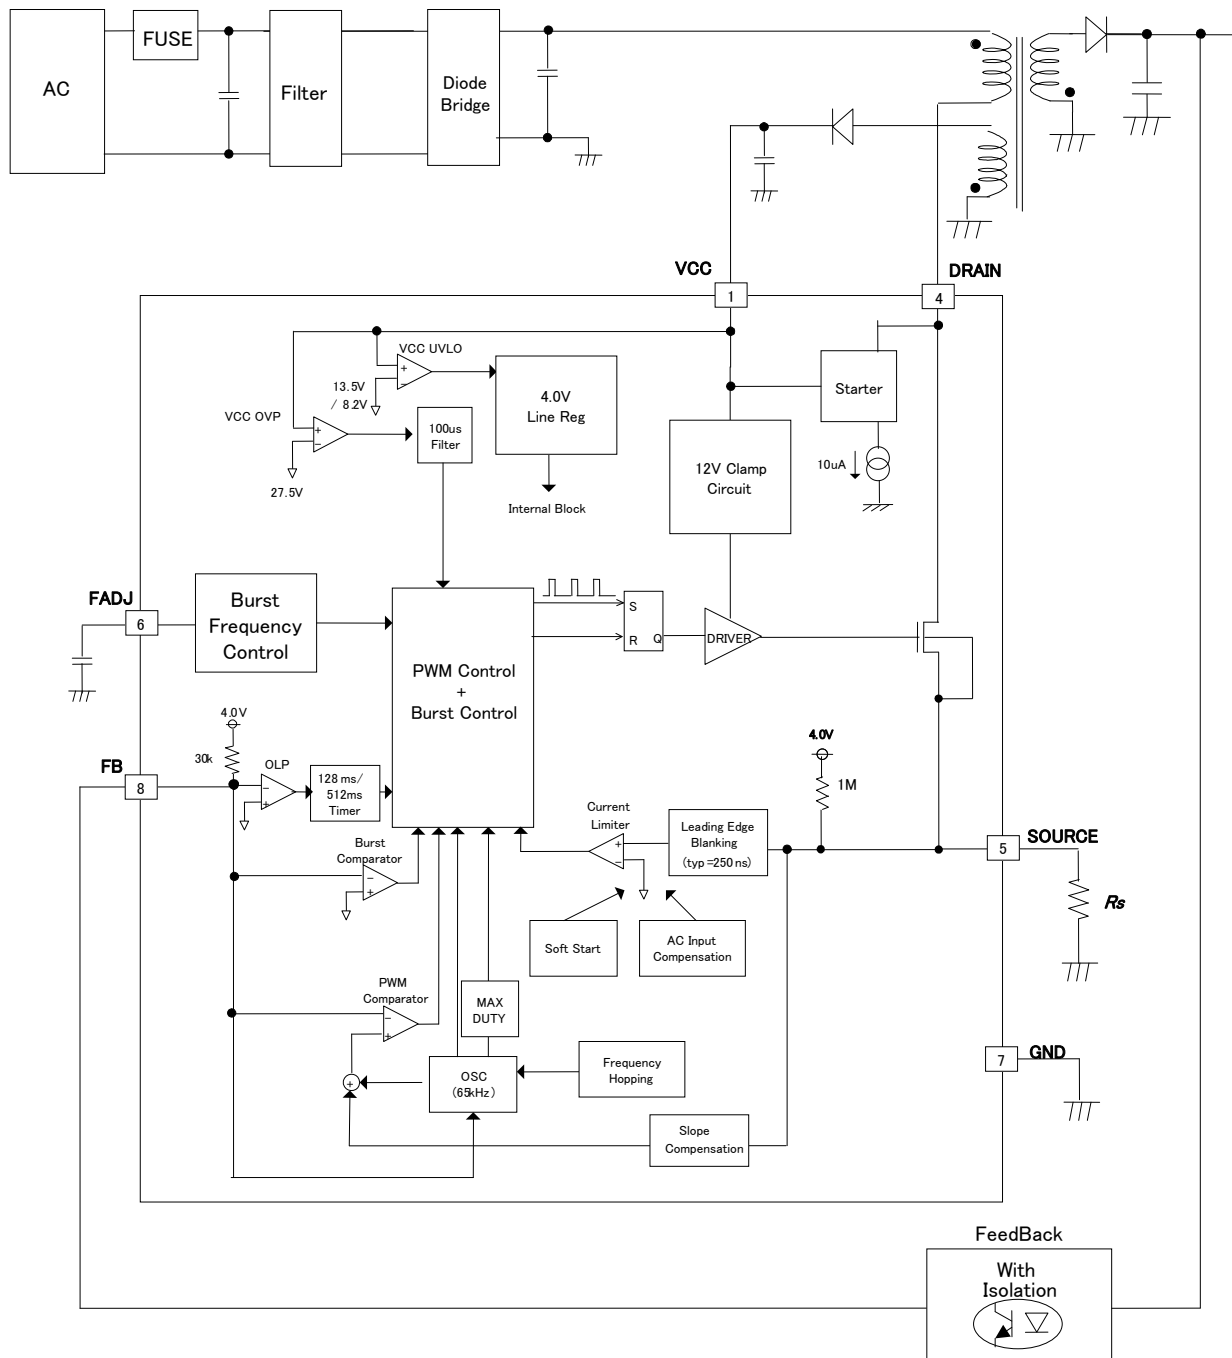 FUSE
AC
Filter
Diode
Bridge
VCC
DRAIN
1
4
VCC UVLO
+
−
13.5V
/ 8.2V
4.0V
Line Reg
Starter
VCC OVP
+
−
100us
Filter
27.5V
Internal Block
12V Clamp
Circuit
10uA
FADJ
6
Burst
Frequency
Control
S
R
Q
DRIVER
PWM Control
+
Burst Control
4.0V
30k
FB
8
OLP
−
+
128 ms/
512ms
Timer
4.0V
1M
Current
Limiter
+
−
Leading Edge
Blanking
(typ =250 ns)
SOURCE
5
Rs
Burst
Comparator
−
+
Soft Start
AC Input
Compensation
PWM
Comparator
−
+
MAX
DUTY
7
GND
+
OSC
(65kHz)
Frequency
Hopping
Slope
Compensation
FeedBack
With
Isolation